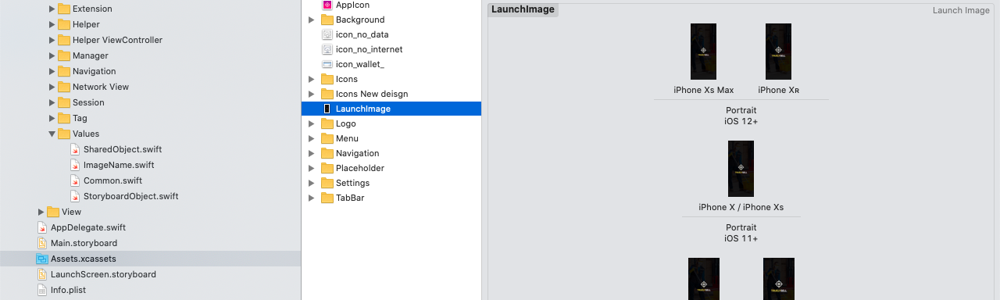 Extension
Helper
Helper ViewController
Manager
Navigation
Network View
Session
Tag
Values
SharedObject.swift
ImageName.swift
Common.swift
StoryboardObject.swift
View
AppDelegate.swift
Main.storyboard
Assets.xcassets
LaunchScreen.storyboard
Info.plist
AppIcon
Background
icon_no_data
icon_no_internet
icon_wallet_
Icons
Icons New deisgn
LaunchImage
Logo
Menu
Navigation
Placeholder
Settings
TabBar
LaunchImage
Launch Image
iPhone Xs Max
iPhone XR
Portrait
iOS 12+
iPhone X / iPhone Xs
Portrait
iOS 11+